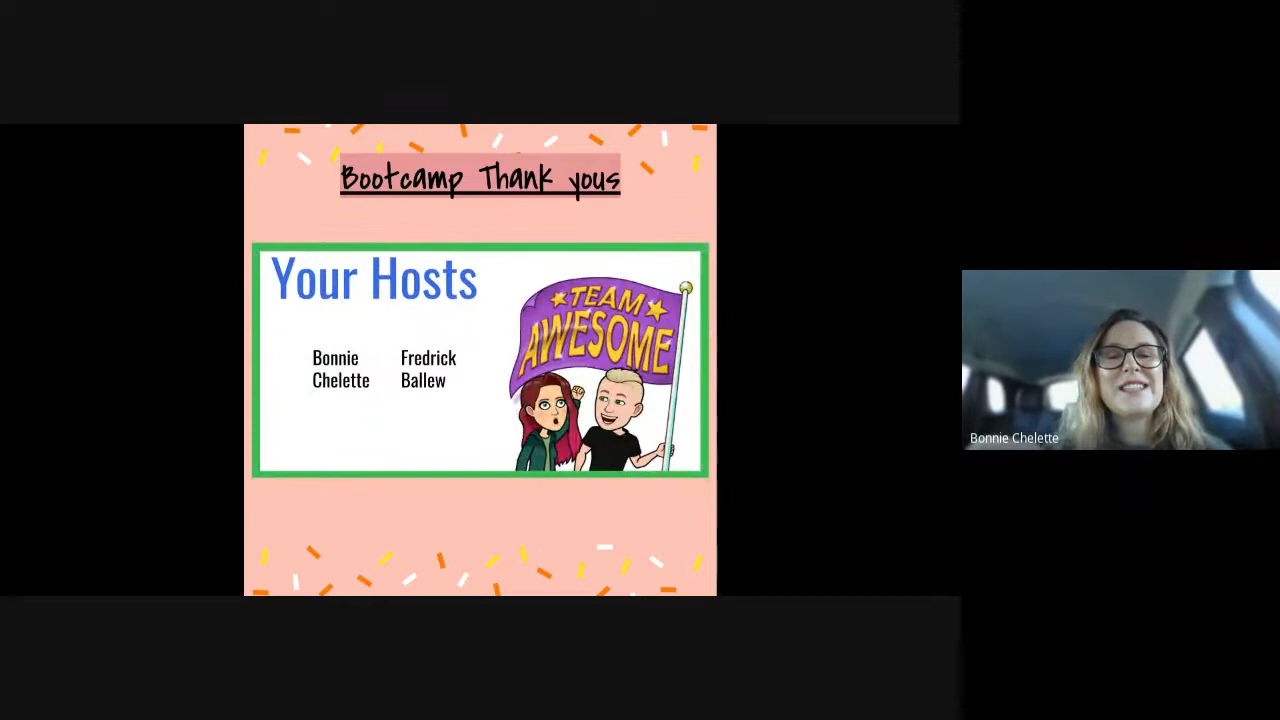 Bootcamp Thank yous
Your Hosts
Bonnie
Chelette
Fredrick
Ballew
TEAM
AWESOME
Bonnie Chelette